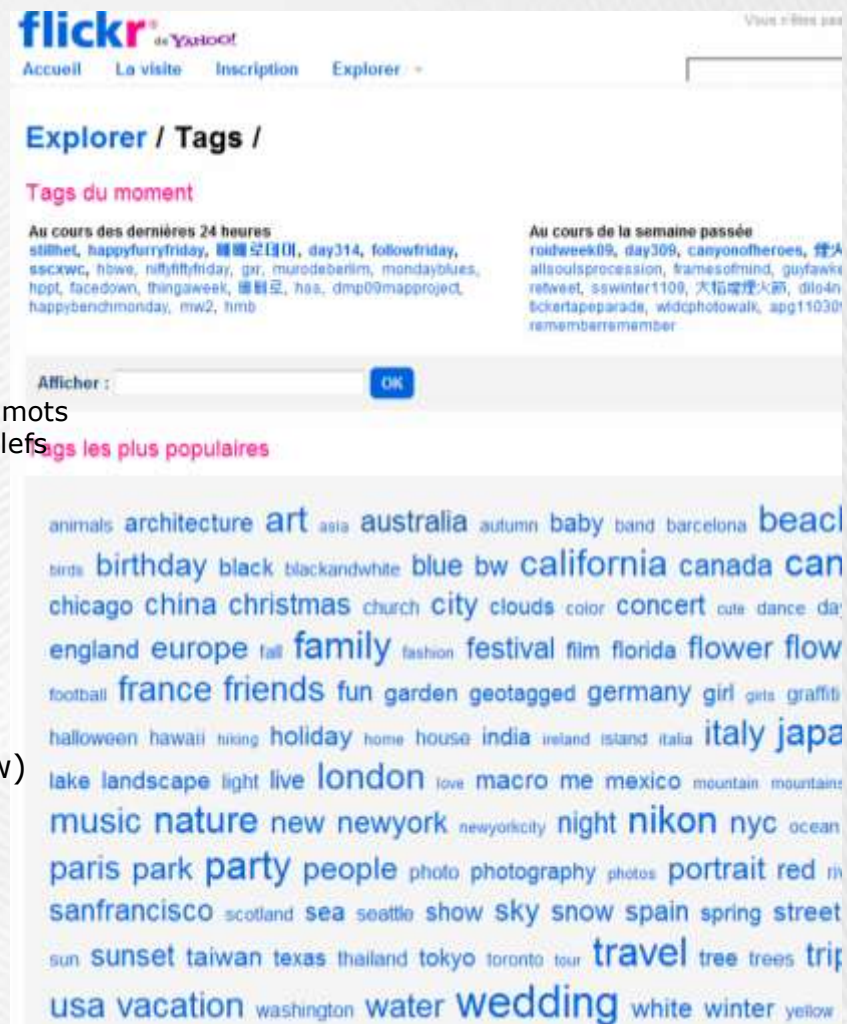 flickr de YAHOO!
Vous n'êtes pas
Accueil La visite Inscription Explorer
Explorer / Tags /
Tags du moment
Au cours des dernières 24 heures
stillhet, happyfurryfriday, day314, followfriday,
sscxwc, hbwe, niftyfiftyfriday, gxr, murodeberlim, mondayblues,
hppt, facedown, thingaweek, hsa, dmp09mapproject,
happybenchmonday, mw2, hmb
Au cours de la semaine passée
roidweek09, day309, canyonofheroes,
allsoulsprocession, framesofmind, guyfawke
retweet, sswinter1109, dilo4n
tickertapeparade, wldcphotowalk, apg11030
rememberremember
Afficher : OK
mots
lefs
Tags les plus populaires
animals architecture art asia australia autumn baby band barcelona beach
birds birthday black blackandwhite blue bw california canada can
chicago china christmas church city clouds color concert cute dance da
england europe fall family fashion festival film florida flower flow
football france friends fun garden geotagged germany girl girls graffiti
halloween hawaii hiking holiday home house india ireland island italia italy japa
w)
lake landscape light live london love macro me mexico mountain mountains
music nature new newyork newyorkcity night nikon nyc ocean
paris park party people photo photography photos portrait red riv
sanfrancisco scotland sea seattle show sky snow spain spring street
sun sunset taiwan texas thailand tokyo toronto tour travel tree trees trip
usa vacation washington water wedding white winter yellow